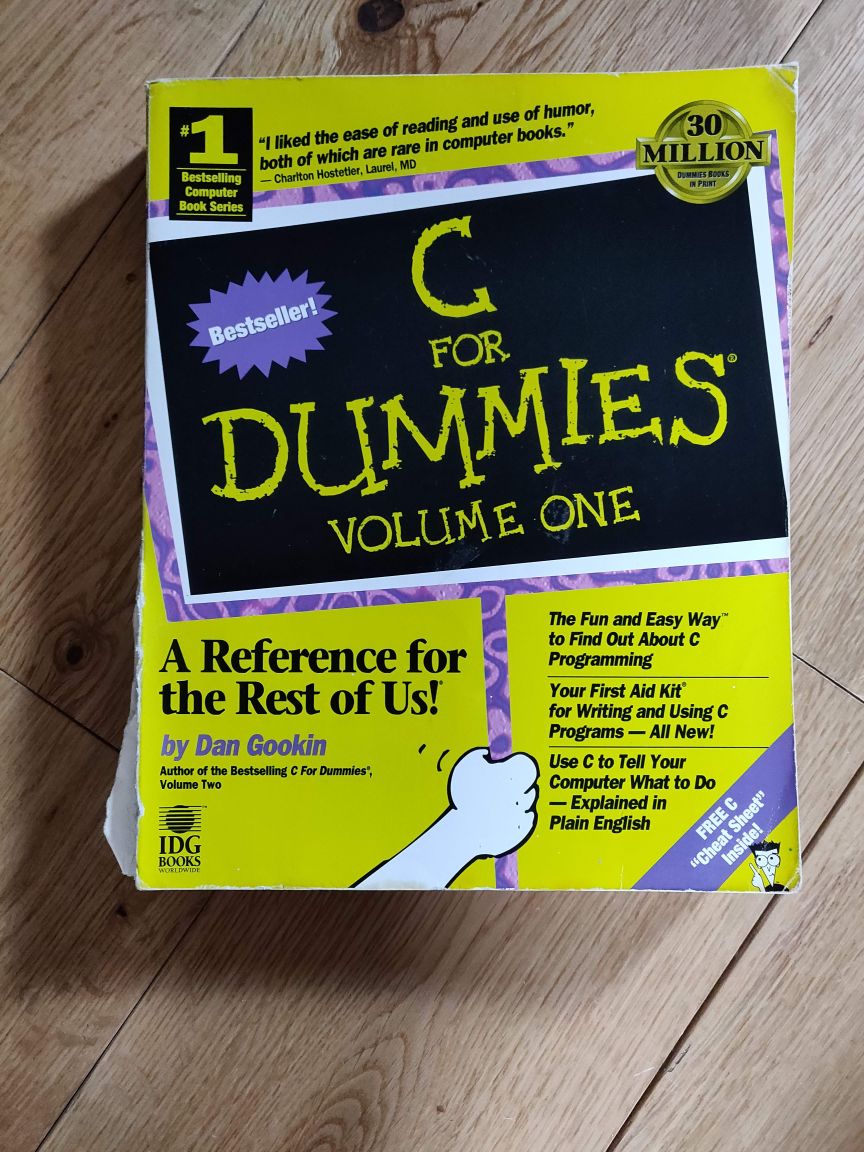 #1
Bestselling
Computer
Book Series
"I liked the ease of reading and use of humor,
both of which are rare in computer books."
— Charlton Hostetler, Laurel, MD
30
MILLION
DUMMIES BOOKS
IN PRINT
Bestseller!
C
FOR
DUMMIES®
VOLUME ONE
A Reference for
the Rest of Us!®
by Dan Gookin
Author of the Bestselling C For Dummies®,
Volume Two
IDG
BOOKS
WORLDWIDE
™
The Fun and Easy Way™
to Find Out About C
Programming
Your First Aid Kit®
for Writing and Using C
Programs — All New!
Use C to Tell Your
Computer What to Do
— Explained in
Plain English
FREE C
"Cheat Sheet"
Inside!